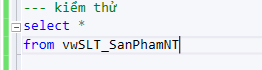 --- kiểm thử
select *
from vwSLT_SanPhamNT